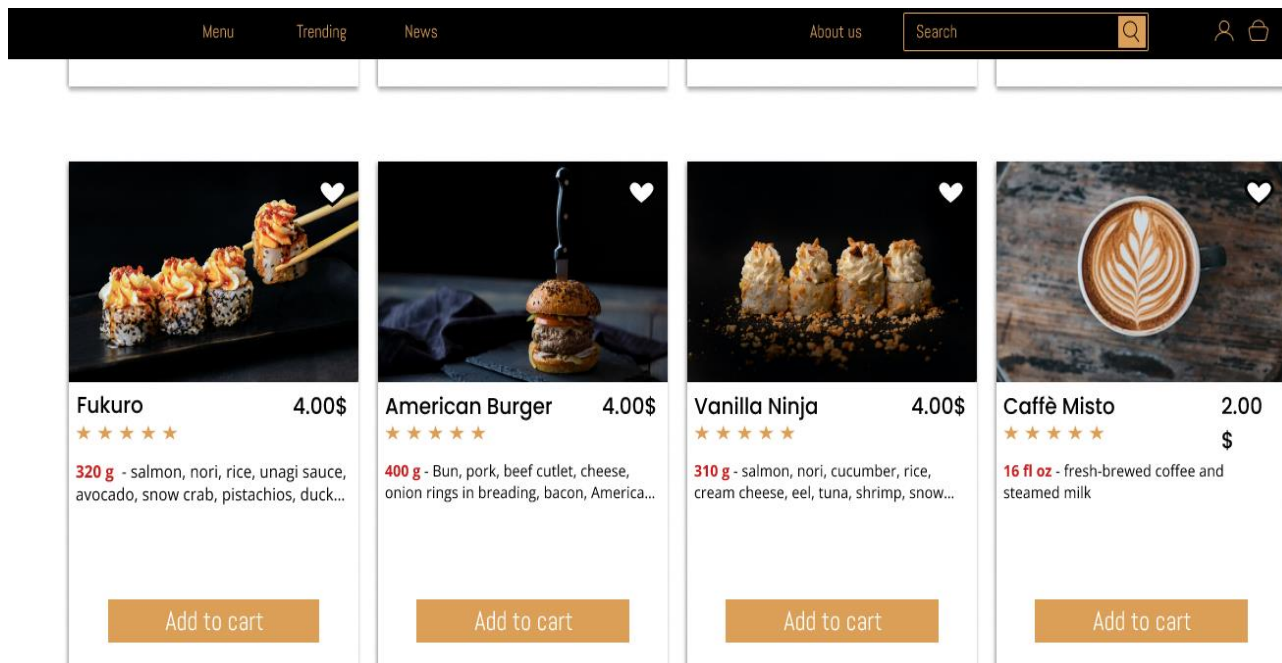 Menu Trending News About us Search
Fukuro 4.00$
320 g - salmon, nori, rice, unagi sauce,
avocado, snow crab, pistachios, duck...
Add to cart
American Burger 4.00$
400 g - Bun, pork, beef cutlet, cheese,
onion rings in breading, bacon, America...
Add to cart
Vanilla Ninja 4.00$
310 g - salmon, nori, cucumber, rice,
cream cheese, eel, tuna, shrimp, snow...
Add to cart
Caffè Misto 2.00
$
16 fl oz - fresh-brewed coffee and
steamed milk
Add to cart